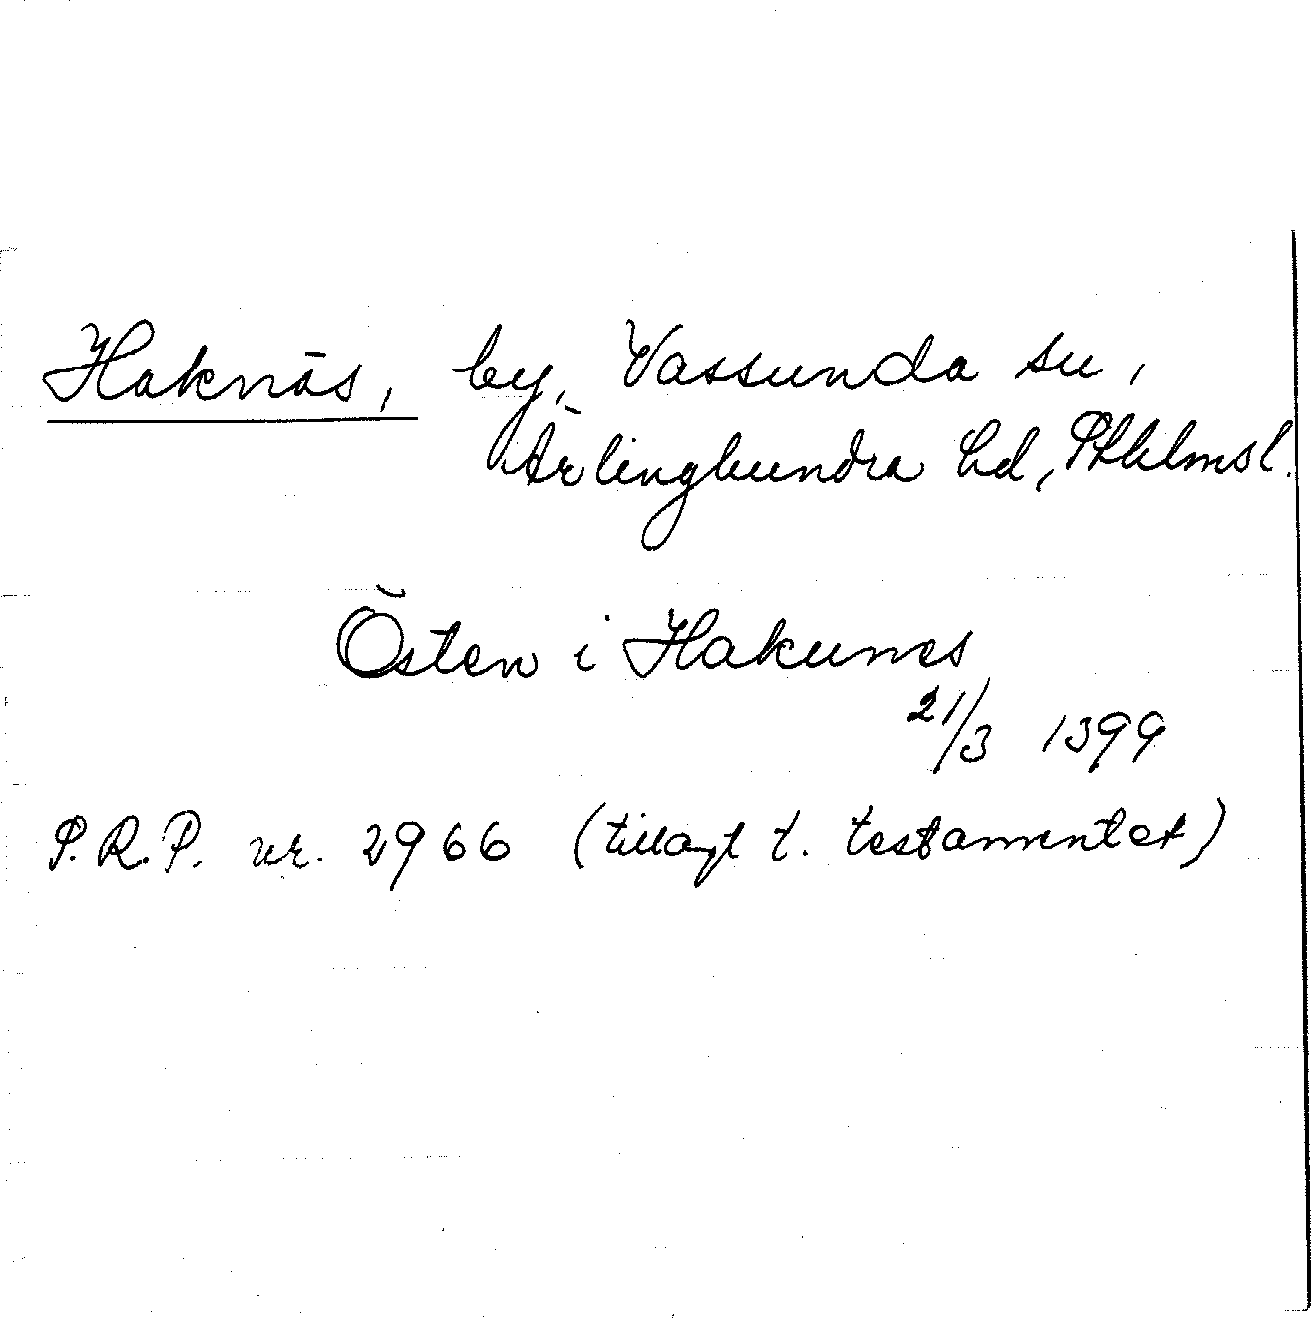 Haknäs, by, Vassunda sn,
Ärlinghundra hd, Sthlmsl.
Östen i Hakunes
21/3 1399
P.R.P. nr. 2966 (tillagt t. testamentet)